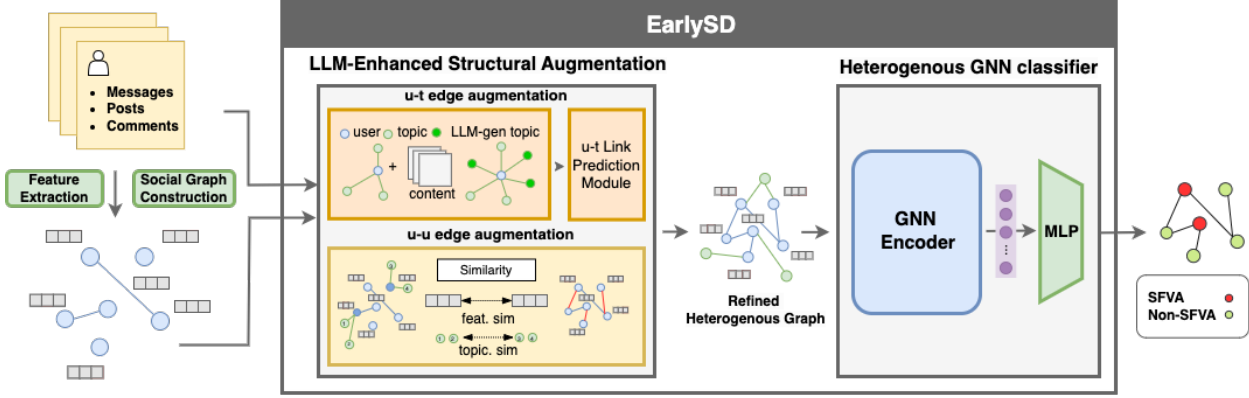 EarlySD
LLM-Enhanced Structural Augmentation
Heterogenous GNN classifier
Messages
Posts
Comments
Feature
Extraction
Social Graph
Construction
u-t edge augmentation
user
topic
LLM-gen topic
+
content
u-t Link
Prediction
Module
u-u edge augmentation
Similarity
feat. sim
topic. sim
Refined
Heterogenous Graph
GNN
Encoder
MLP
SFVA
Non-SFVA